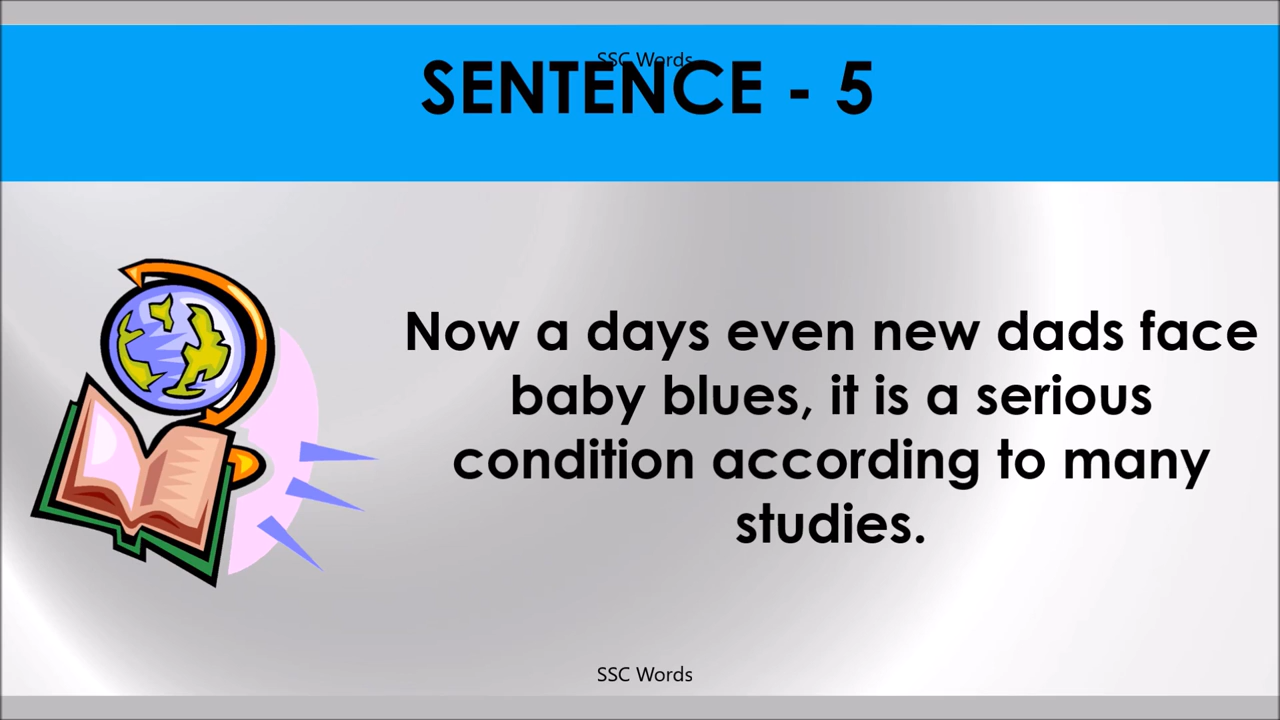 SSC Words
SENTENCE - 5
Now a days even new dads face
baby blues, it is a serious
condition according to many
studies.
SSC Words